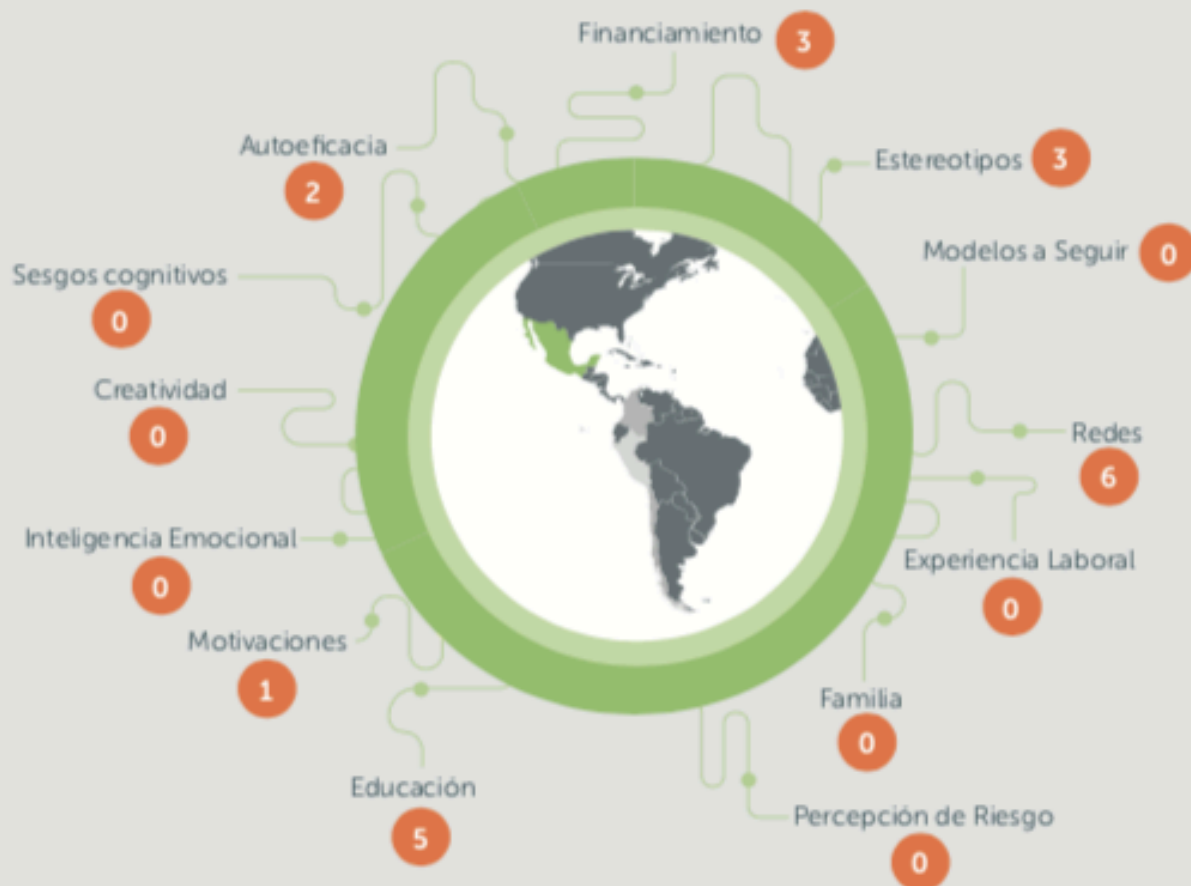 Financiamiento 3
Autoeficacia
2
Estereotipos 3
Sesgos cognitivos
0
Modelos a Seguir 0
Creatividad
0
Redes
6
Inteligencia Emocional
0
Experiencia Laboral
0
Motivaciones
1
Familia
0
Educación
5
Percepción de Riesgo
0